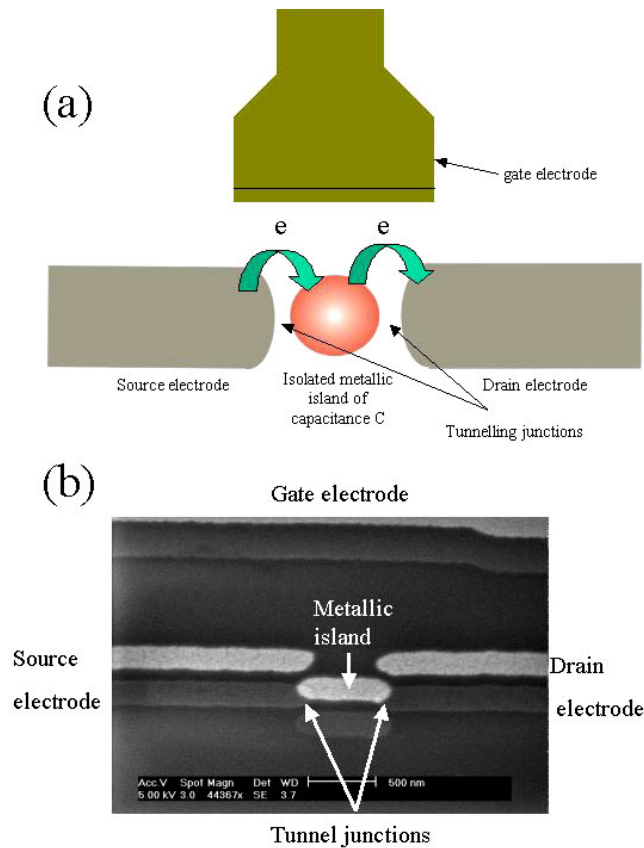 (a)
gate electrode
e e
Source electrode
Isolated metallic
island of
capacitance C
Drain electrode
Tunnelling junctions
(b)
Gate electrode
Metallic
island
Source
electrode
Drain
electrode
Acc.V Spot Magn Det WD 500 nm
5.00 kV 3.0 44367x SE 3.7
Tunnel junctions